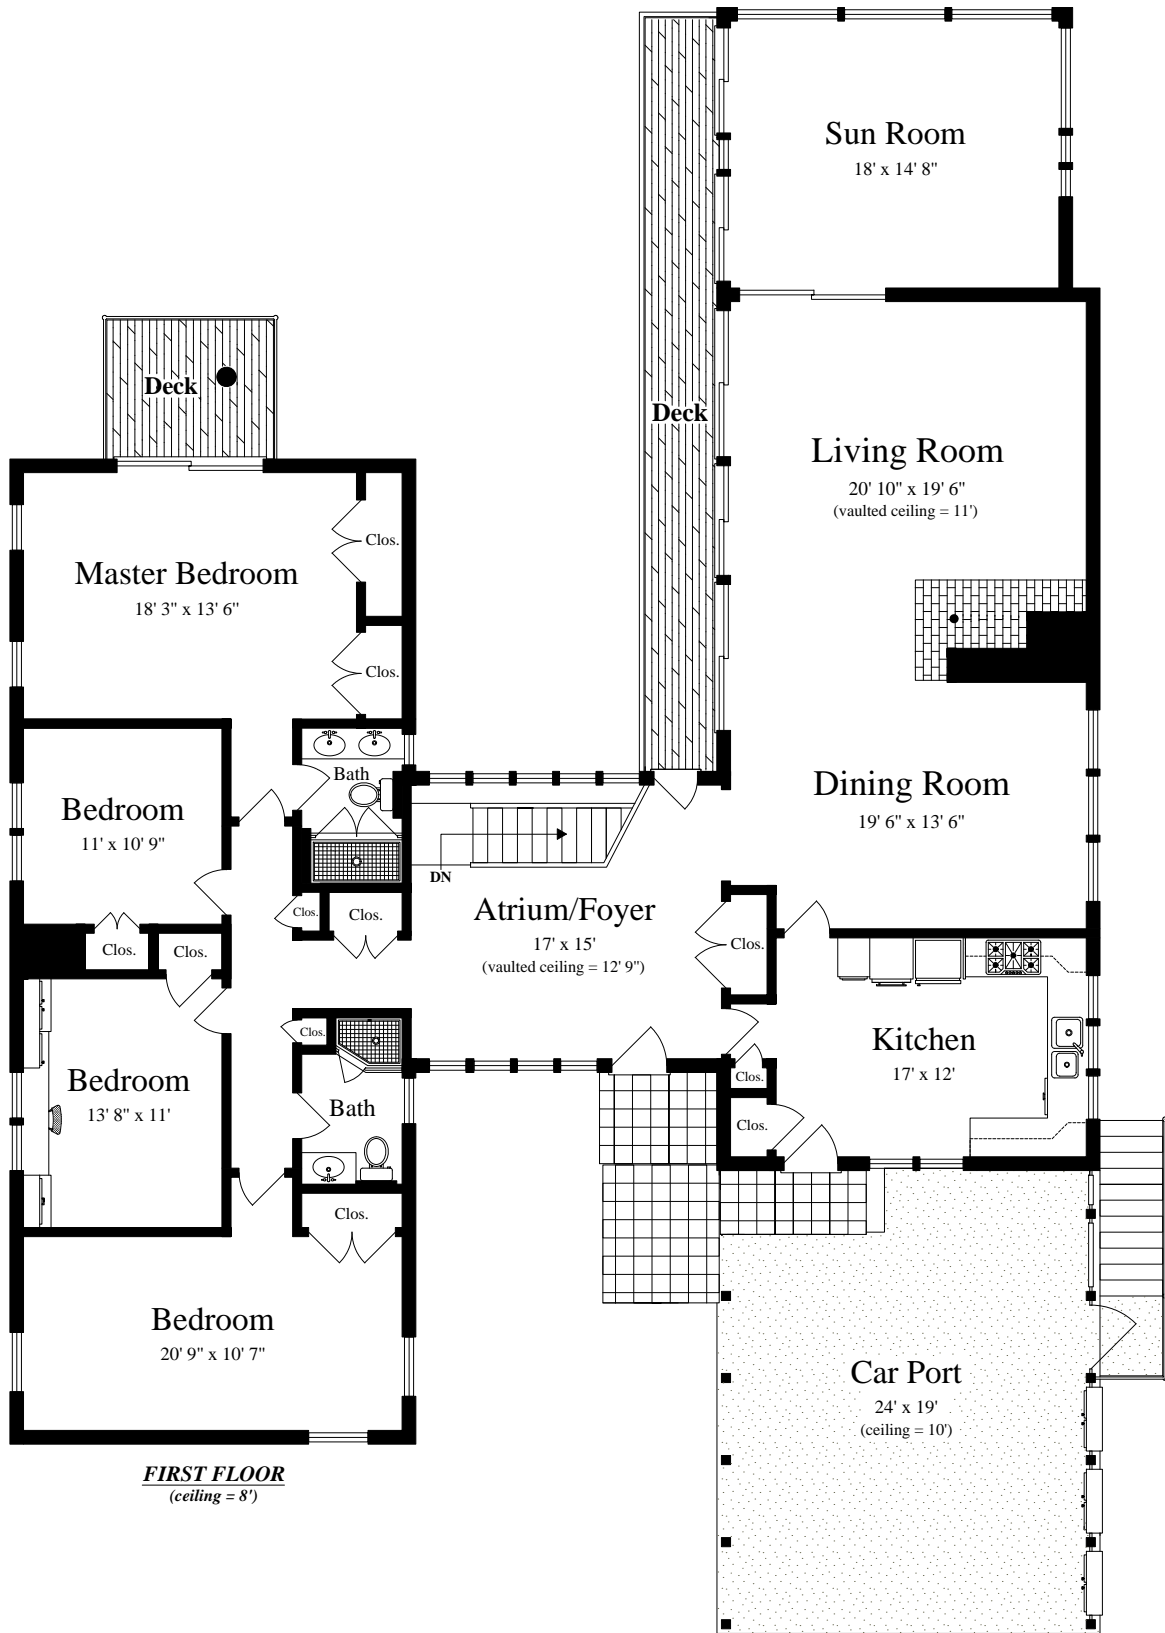 Sun Room
18' x 14' 8"
Deck
Deck
Living Room
20' 10" x 19' 6"
(vaulted ceiling = 11')
Clos.
Master Bedroom
18' 3" x 13' 6"
Clos.
Bath
Dining Room
19' 6" x 13' 6"
Bedroom
11' x 10' 9"
DN
Atrium/Foyer
17' x 15'
(vaulted ceiling = 12' 9")
Clos.
Clos.
Clos.
Clos.
Clos.
Clos.
Kitchen
17' x 12'
Clos.
Bedroom
13' 8" x 11'
Bath
Clos.
Clos.
Clos.
Bedroom
20' 9" x 10' 7"
Car Port
24' x 19'
(ceiling = 10')
FIRST FLOOR
(ceiling = 8')